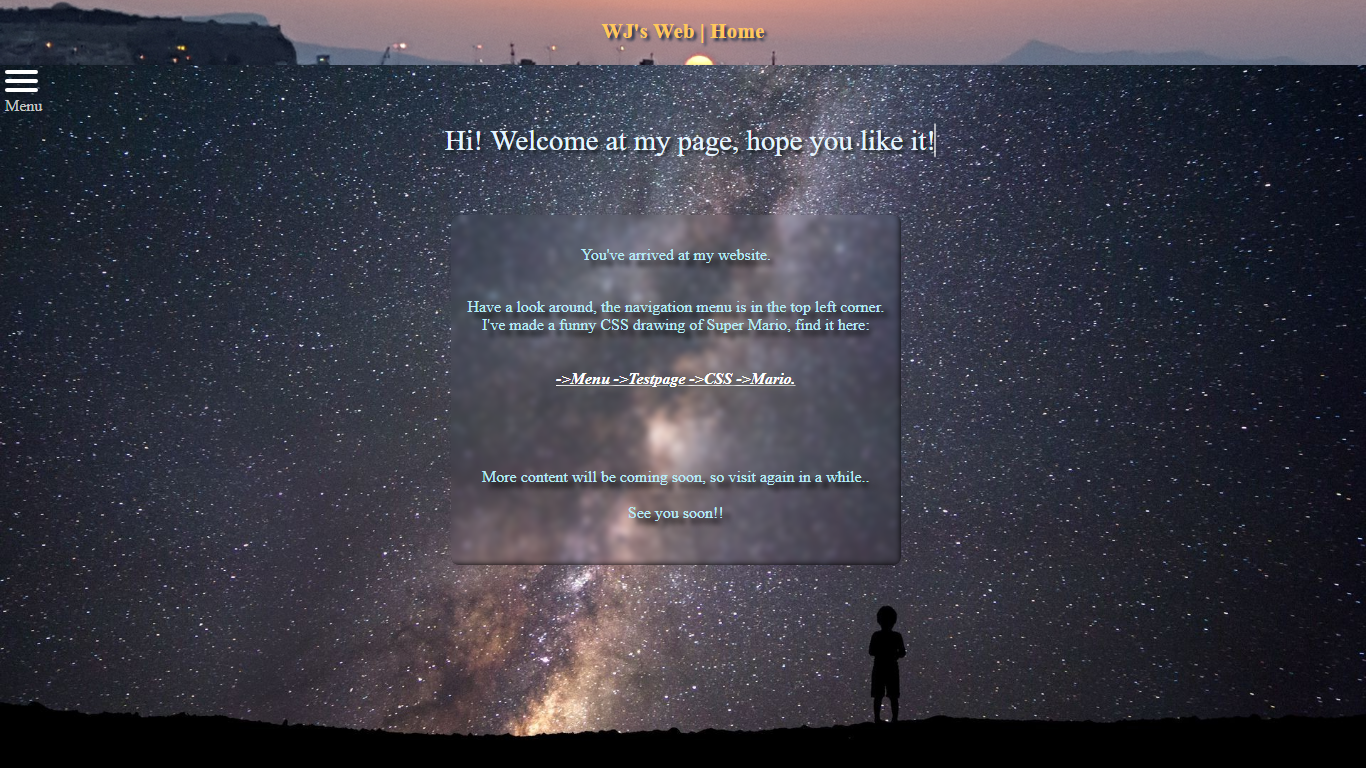 WJ's Web | Home
Menu
Hi! Welcome at my page, hope you like it!
You've arrived at my website.
Have a look around, the navigation menu is in the top left corner.
I've made a funny CSS drawing of Super Mario, find it here:
->Menu ->Testpage ->CSS ->Mario.
More content will be coming soon, so visit again in a while..
See you soon!!